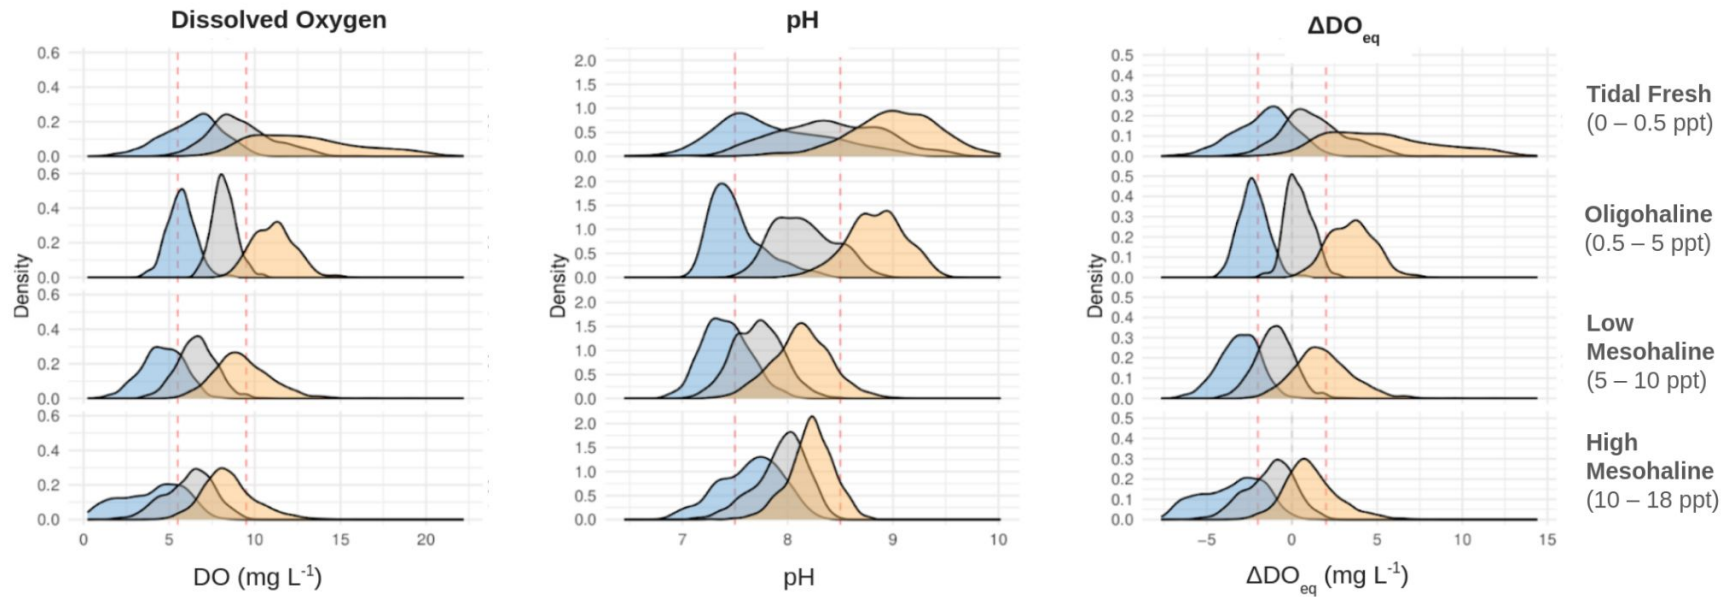 Dissolved Oxygen
pH
ΔDOeq
0.6
0.4
0.2
0.0
2.0
1.5
1.0
0.5
0.0
0.5
0.4
0.3
0.2
0.1
0.0
Tidal Fresh
(0 – 0.5 ppt)
0.6
0.4
0.2
0.0
2.0
1.5
1.0
0.5
0.0
0.5
0.4
0.3
0.2
0.1
0.0
Oligohaline
(0.5 – 5 ppt)
Density
Density
Density
0.6
0.4
0.2
0.0
2.0
1.5
1.0
0.5
0.0
0.5
0.4
0.3
0.2
0.1
0.0
Low
Mesohaline
(5 – 10 ppt)
0.6
0.4
0.2
0.0
2.0
1.5
1.0
0.5
0.0
0.5
0.4
0.3
0.2
0.1
0.0
High
Mesohaline
(10 – 18 ppt)
0 5 10 15 20
7 8 9 10
−5 0 5 10 15
DO (mg L-1)
pH
ΔDOeq (mg L-1)